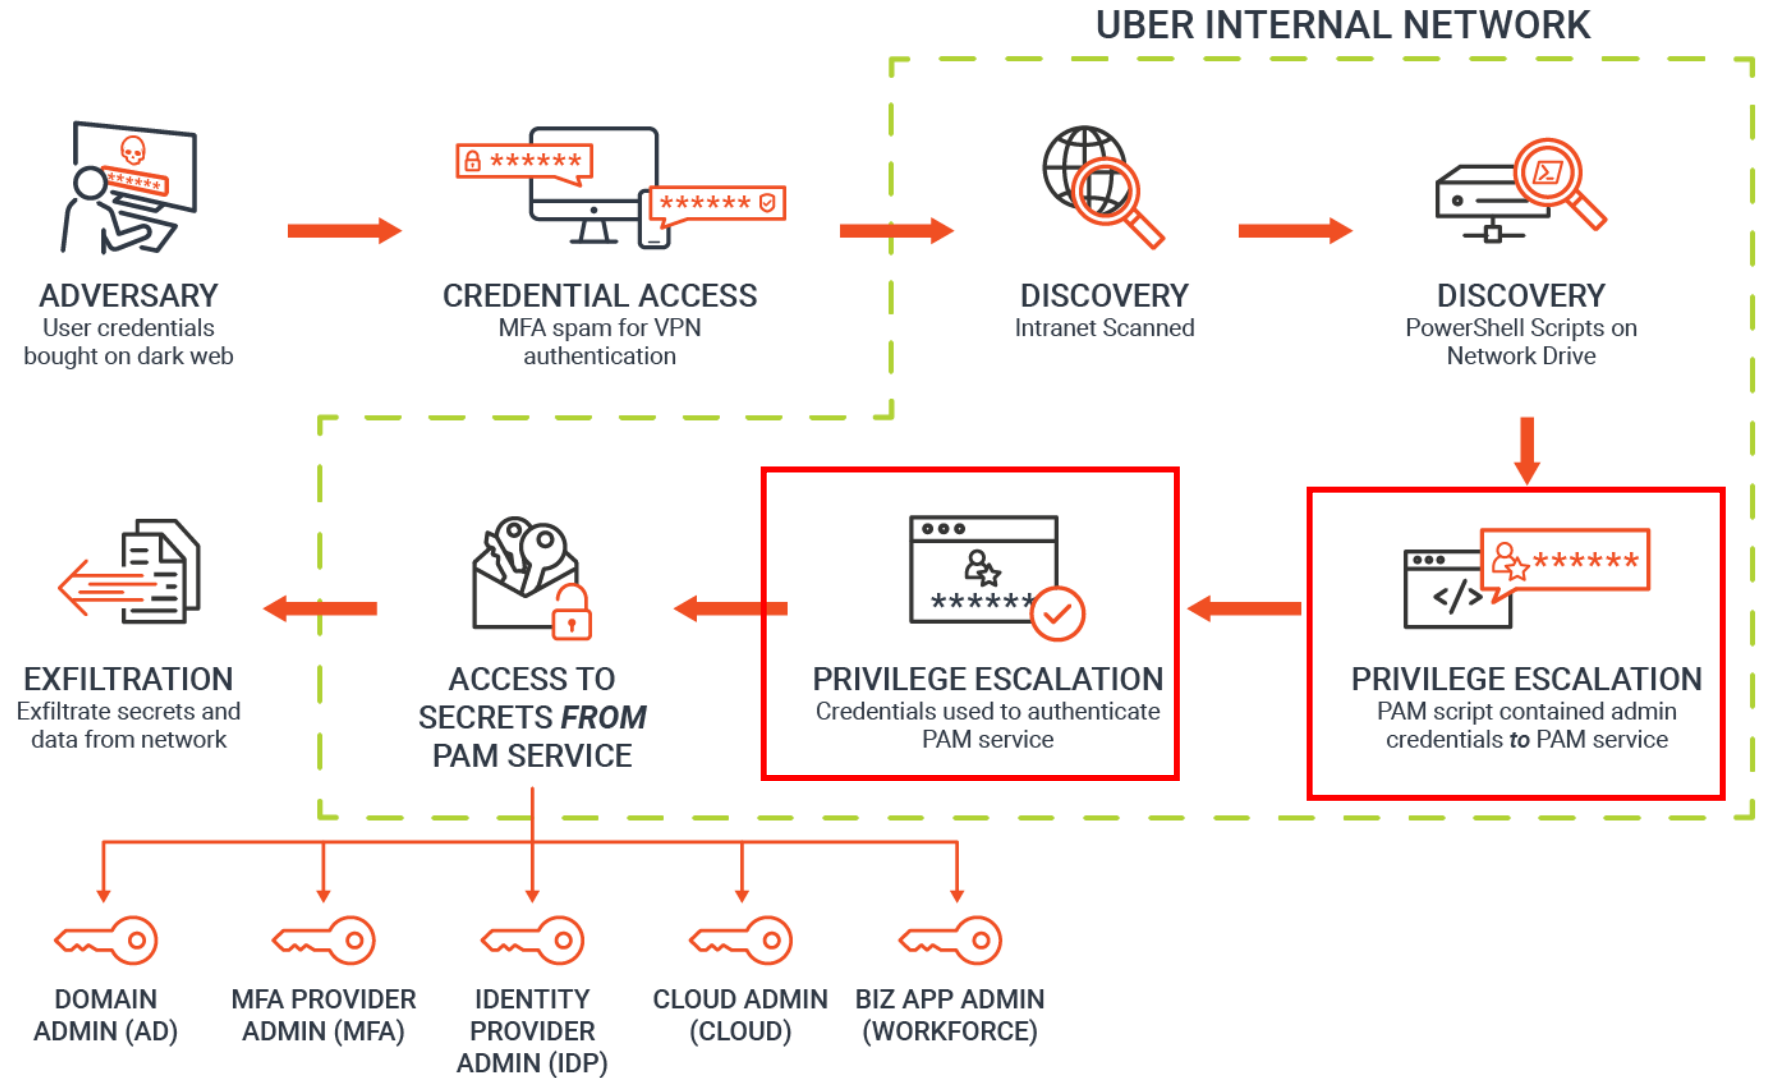 UBER INTERNAL NETWORK
******
******
******
ADVERSARY
User credentials
bought on dark web
CREDENTIAL ACCESS
MFA spam for VPN
authentication
DISCOVERY
Intranet Scanned
DISCOVERY
PowerShell Scripts on
Network Drive
</>
******
PRIVILEGE ESCALATION
PAM script contained admin
credentials to PAM service
******
PRIVILEGE ESCALATION
Credentials used to authenticate
PAM service
ACCESS TO
SECRETS FROM
PAM SERVICE
EXFILTRATION
Exfiltrate secrets and
data from network
DOMAIN
ADMIN (AD)
MFA PROVIDER
ADMIN (MFA)
IDENTITY
PROVIDER
ADMIN (IDP)
CLOUD ADMIN
(CLOUD)
BIZ APP ADMIN
(WORKFORCE)